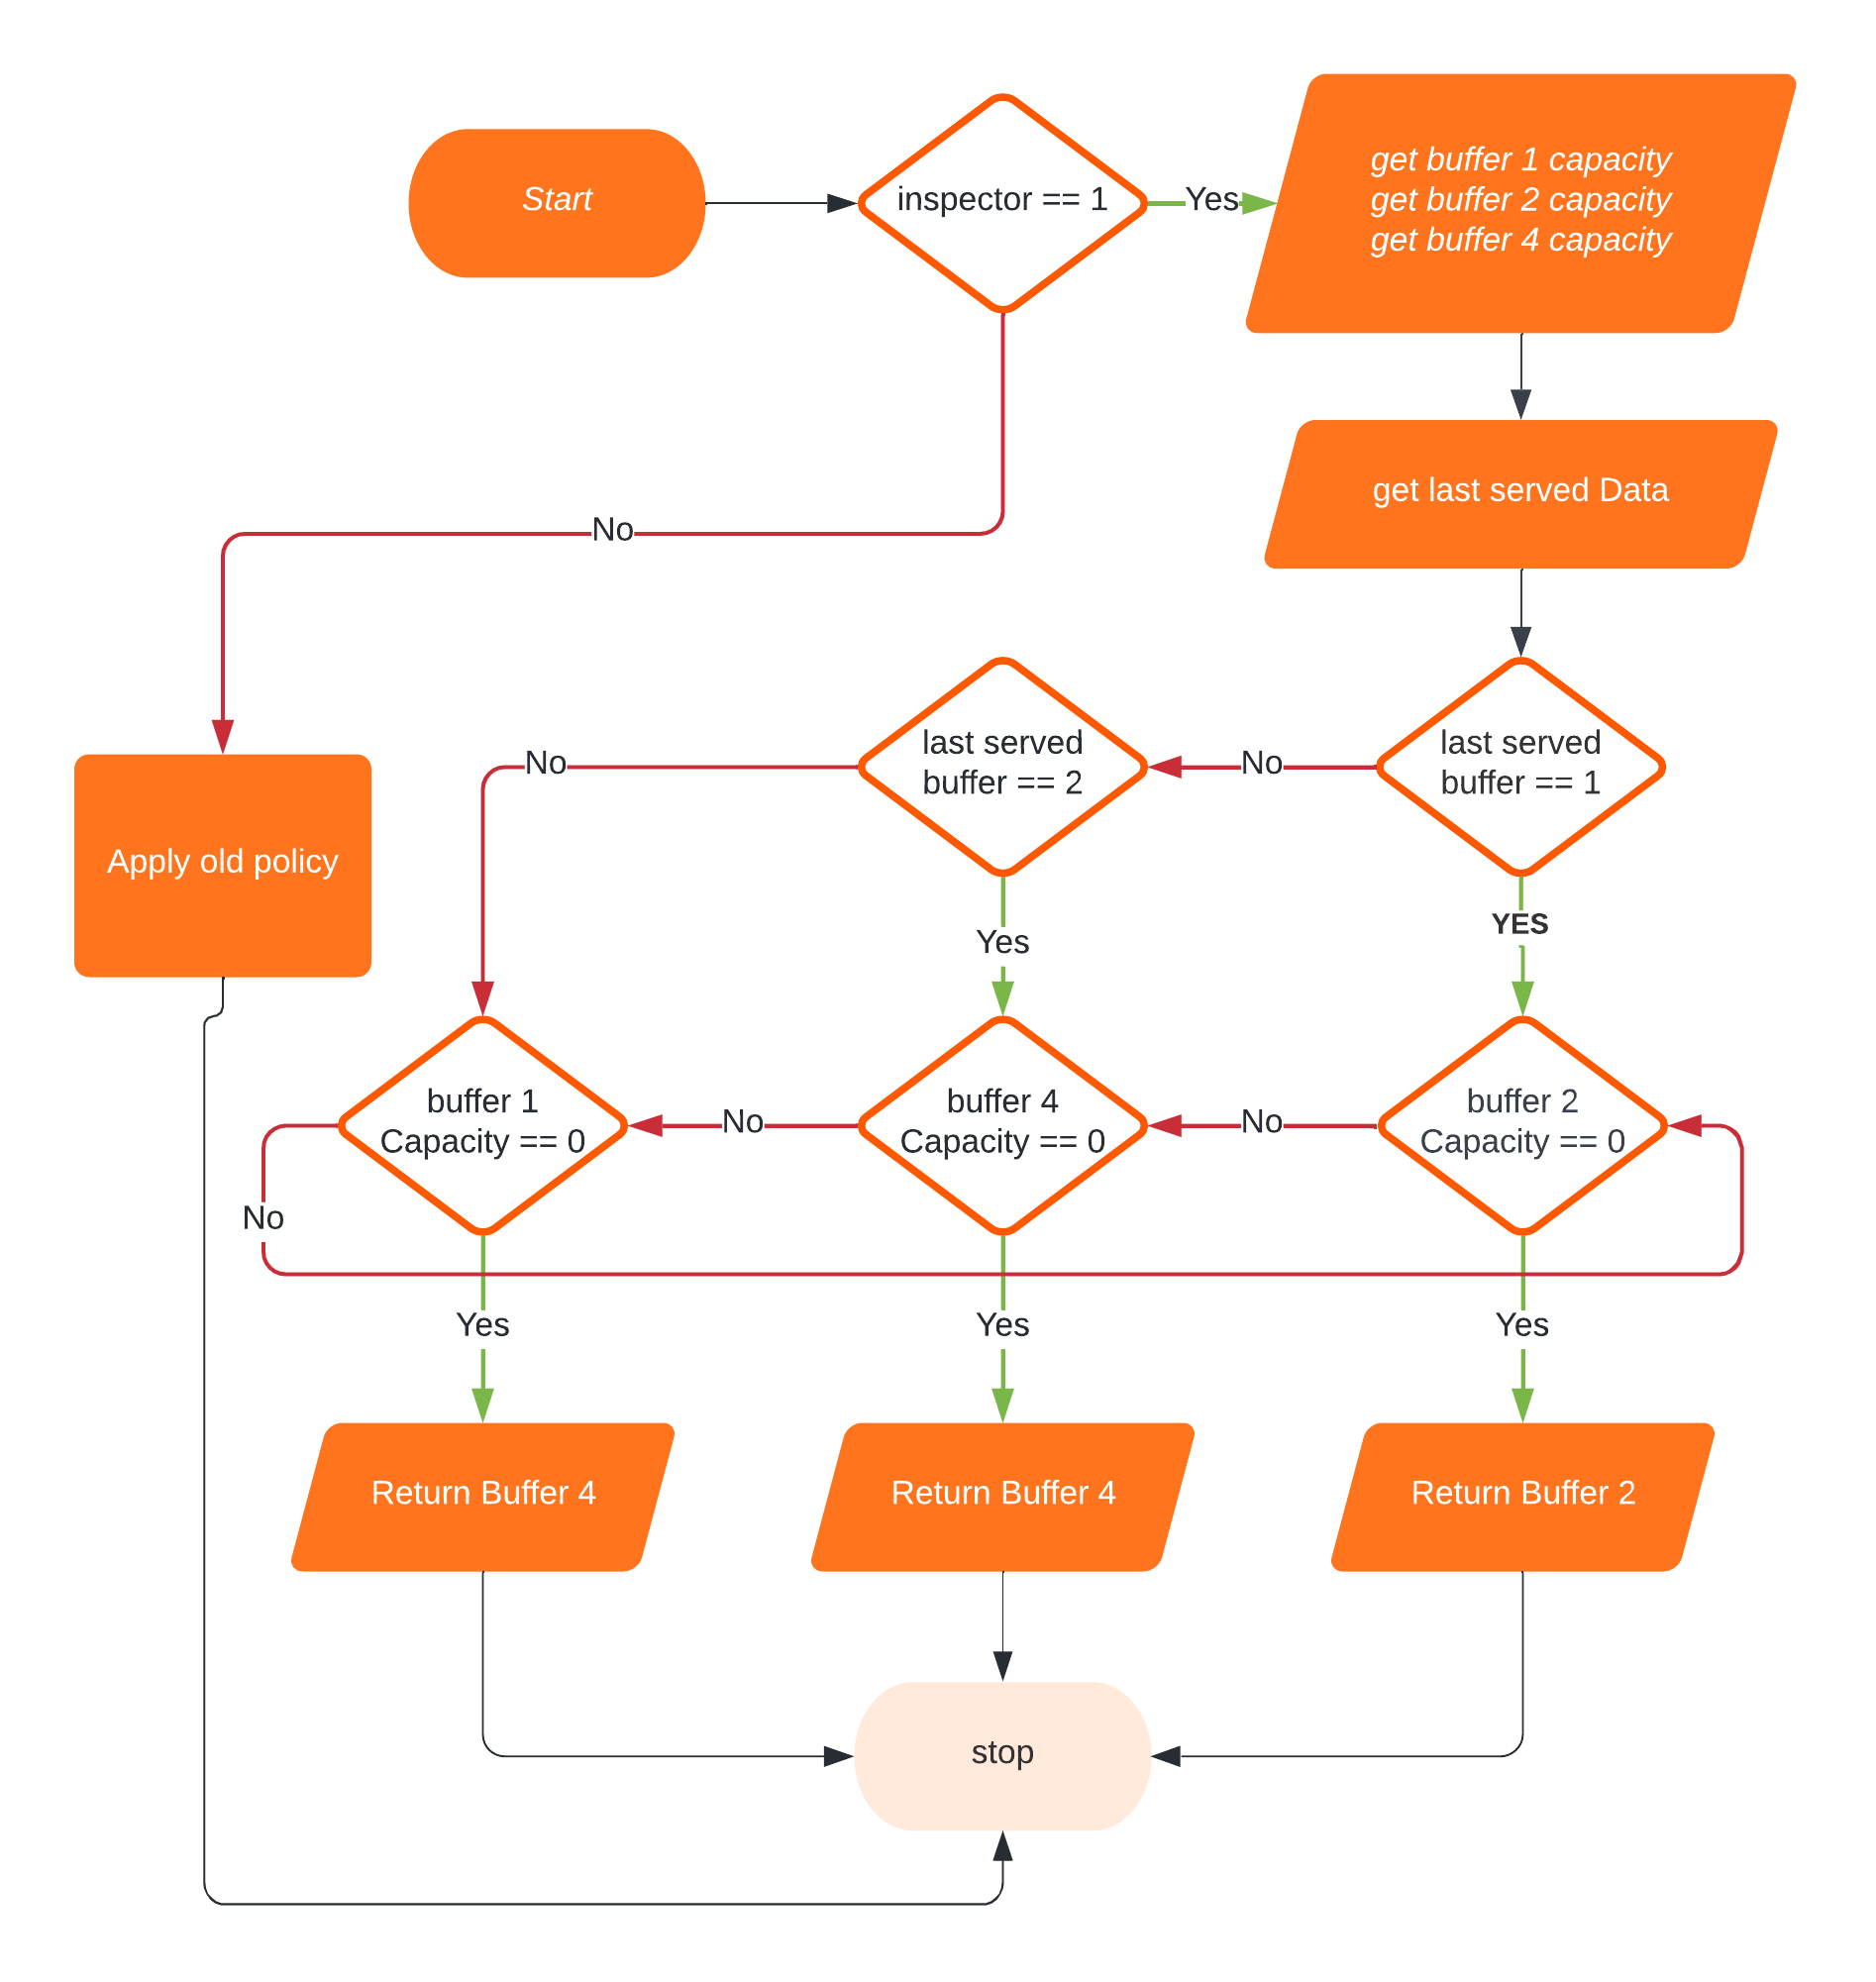 Start
inspector == 1
Yes
get buffer 1 capacity
get buffer 2 capacity
get buffer 4 capacity
get last served Data
No
last served
buffer == 1
No
last served
buffer == 2
No
Apply old policy
YES
Yes
buffer 1
Capacity == 0
No
buffer 4
Capacity == 0
No
buffer 2
Capacity == 0
No
Yes
Yes
Yes
Return Buffer 4
Return Buffer 4
Return Buffer 2
stop